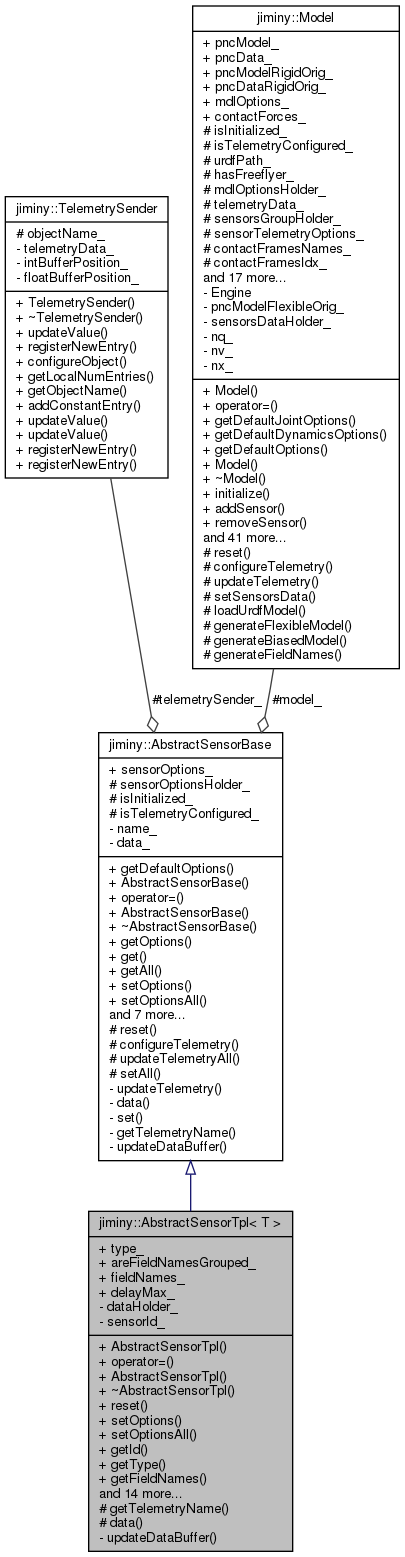 jiminy::Model
+ pncModel_
+ pncData_
+ pncModelRigidOrig_
+ pncDataRigidOrig_
+ mdlOptions_
+ contactForces_
# isInitialized_
# isTelemetryConfigured_
# urdfPath_
# hasFreeflyer_
# mdlOptionsHolder_
# telemetryData_
# sensorsGroupHolder_
# sensorTelemetryOptions_
# contactFramesNames_
# contactFramesIdx_
and 17 more...
- Engine
- pncModelFlexibleOrig_
- sensorsDataHolder_
- nq_
- nv_
- nx_
+ Model()
+ operator=()
+ getDefaultJointOptions()
+ getDefaultDynamicsOptions()
+ getDefaultOptions()
+ Model()
+ ~Model()
+ initialize()
+ addSensor()
+ removeSensor()
and 41 more...
# reset()
# configureTelemetry()
# updateTelemetry()
# setSensorsData()
# loadUrdfModel()
# generateFlexibleModel()
# generateBiasedModel()
# generateFieldNames()
jiminy::TelemetrySender
# objectName_
- telemetryData_
- intBufferPosition_
- floatBufferPosition_
+ TelemetrySender()
+ ~TelemetrySender()
+ updateValue()
+ registerNewEntry()
+ configureObject()
+ getLocalNumEntries()
+ getObjectName()
+ addConstantEntry()
+ updateValue()
+ updateValue()
+ registerNewEntry()
+ registerNewEntry()
#telemetrySender_
#model_
jiminy::AbstractSensorBase
+ sensorOptions_
# sensorOptionsHolder_
# isInitialized_
# isTelemetryConfigured_
- name_
- data_
+ getDefaultOptions()
+ AbstractSensorBase()
+ operator=()
+ AbstractSensorBase()
+ ~AbstractSensorBase()
+ getOptions()
+ get()
+ getAll()
+ setOptions()
+ setOptionsAll()
and 7 more...
# reset()
# configureTelemetry()
# updateTelemetryAll()
# setAll()
- updateTelemetry()
- data()
- set()
- getTelemetryName()
- updateDataBuffer()
jiminy::AbstractSensorTpl< T >
+ type_
+ areFieldNamesGrouped_
+ fieldNames_
+ delayMax_
- dataHolder_
- sensorId_
+ AbstractSensorTpl()
+ operator=()
+ AbstractSensorTpl()
+ ~AbstractSensorTpl()
+ reset()
+ setOptions()
+ setOptionsAll()
+ getId()
+ getType()
+ getFieldNames()
and 14 more...
# getTelemetryName()
# data()
- updateDataBuffer()